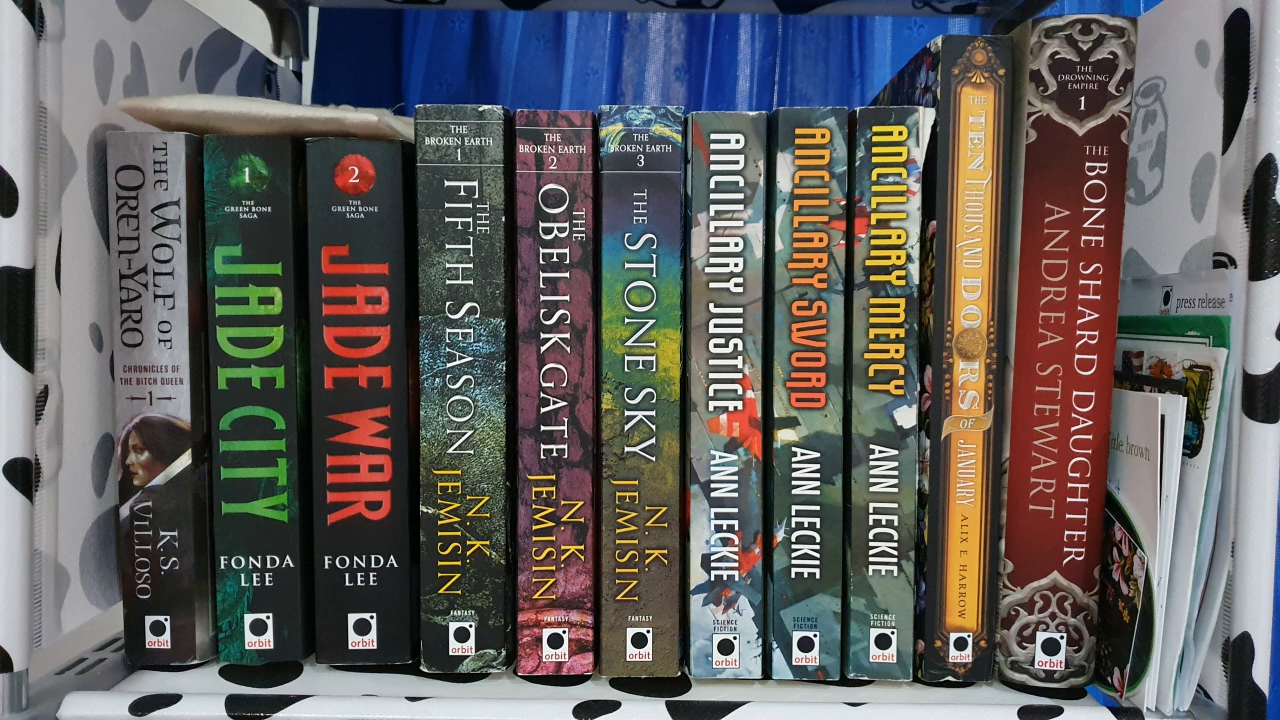 THE WOLF OF
OREN-YARO
CHRONICLES OF
THE BITCH QUEEN
1
K.S.
VILLOSO
orbit
1
THE
GREEN BONE
SAGA
JADE CITY
FONDA
LEE
orbit
2
THE
GREEN BONE
SAGA
JADE WAR
FONDA
LEE
orbit
THE
BROKEN EARTH
1
THE
FIFTH SEASON
N. K.
JEMISIN
FANTASY
orbit
THE
BROKEN EARTH
2
THE
OBELISK GATE
N. K.
JEMISIN
FANTASY
orbit
THE
BROKEN EARTH
3
THE STONE SKY
N. K.
JEMISIN
FANTASY
orbit
ANCILLARY JUSTICE
ANN LECKIE
SCIENCE
FICTION
orbit
ANCILLARY SWORD
ANN LECKIE
SCIENCE
FICTION
orbit
ANCILLARY MERCY
ANN LECKIE
SCIENCE
FICTION
orbit
THE
TEN THOUSAND DOORS
OF
JANUARY
ALIX E. HARROW
orbit
THE
DROWNING
EMPIRE
1
THE BONE SHARD DAUGHTER
ANDREA STEWART
orbit
press release
brown